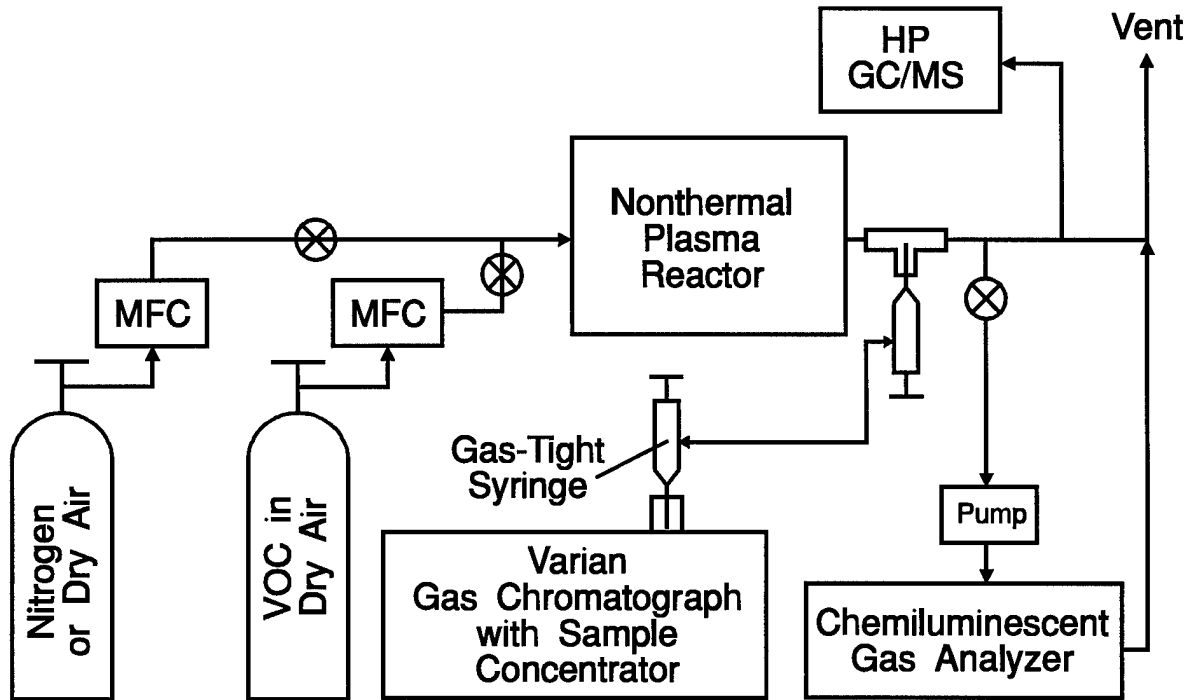 HP
GC/MS
Vent
Nonthermal
Plasma
Reactor
MFC
MFC
Gas-Tight
Syringe
Nitrogen
or Dry Air
VOC in
Dry Air
Varian
Gas Chromatograph
with Sample
Concentrator
Pump
Chemiluminescent
Gas Analyzer